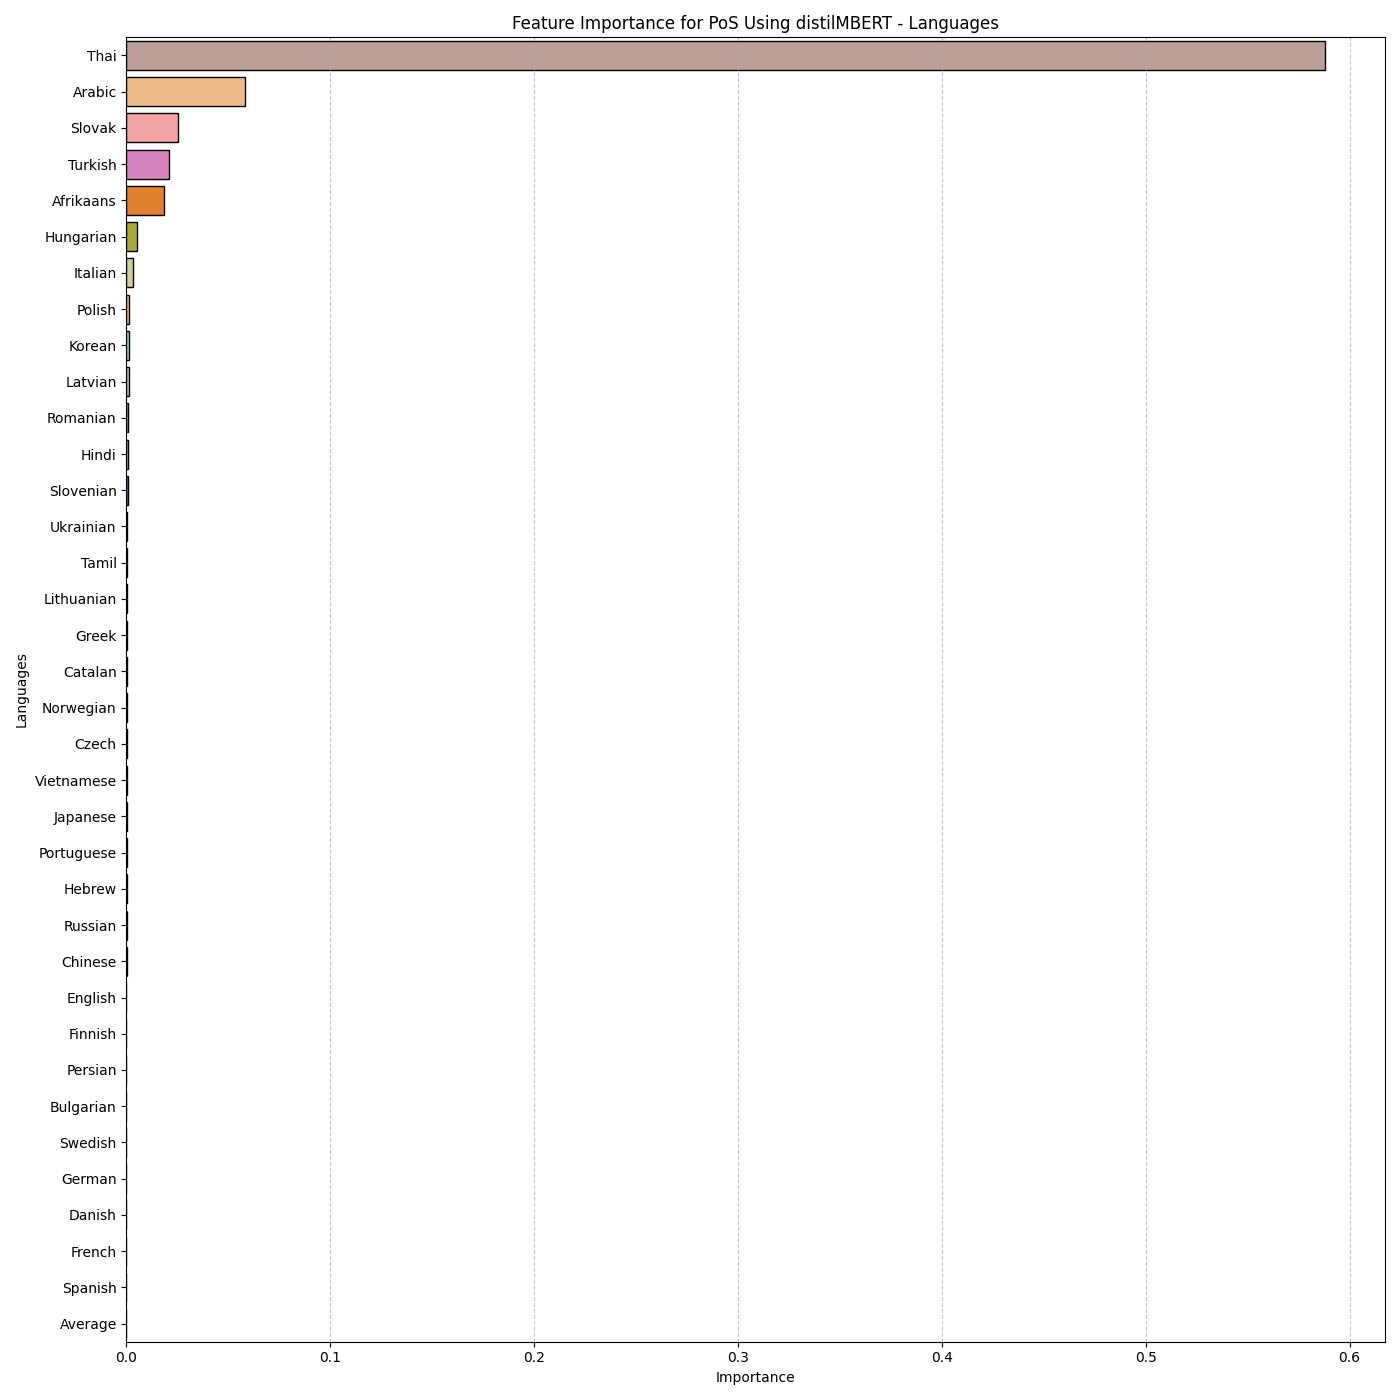 Feature Importance for PoS Using distilMBERT - Languages
Thai
Arabic
Slovak
Turkish
Afrikaans
Hungarian
Italian
Polish
Korean
Latvian
Romanian
Hindi
Slovenian
Ukrainian
Tamil
Lithuanian
Greek
Catalan
Norwegian
Czech
Vietnamese
Japanese
Portuguese
Hebrew
Russian
Chinese
English
Finnish
Persian
Bulgarian
Swedish
German
Danish
French
Spanish
Average
Languages
0.0 0.1 0.2 0.3 0.4 0.5 0.6
Importance